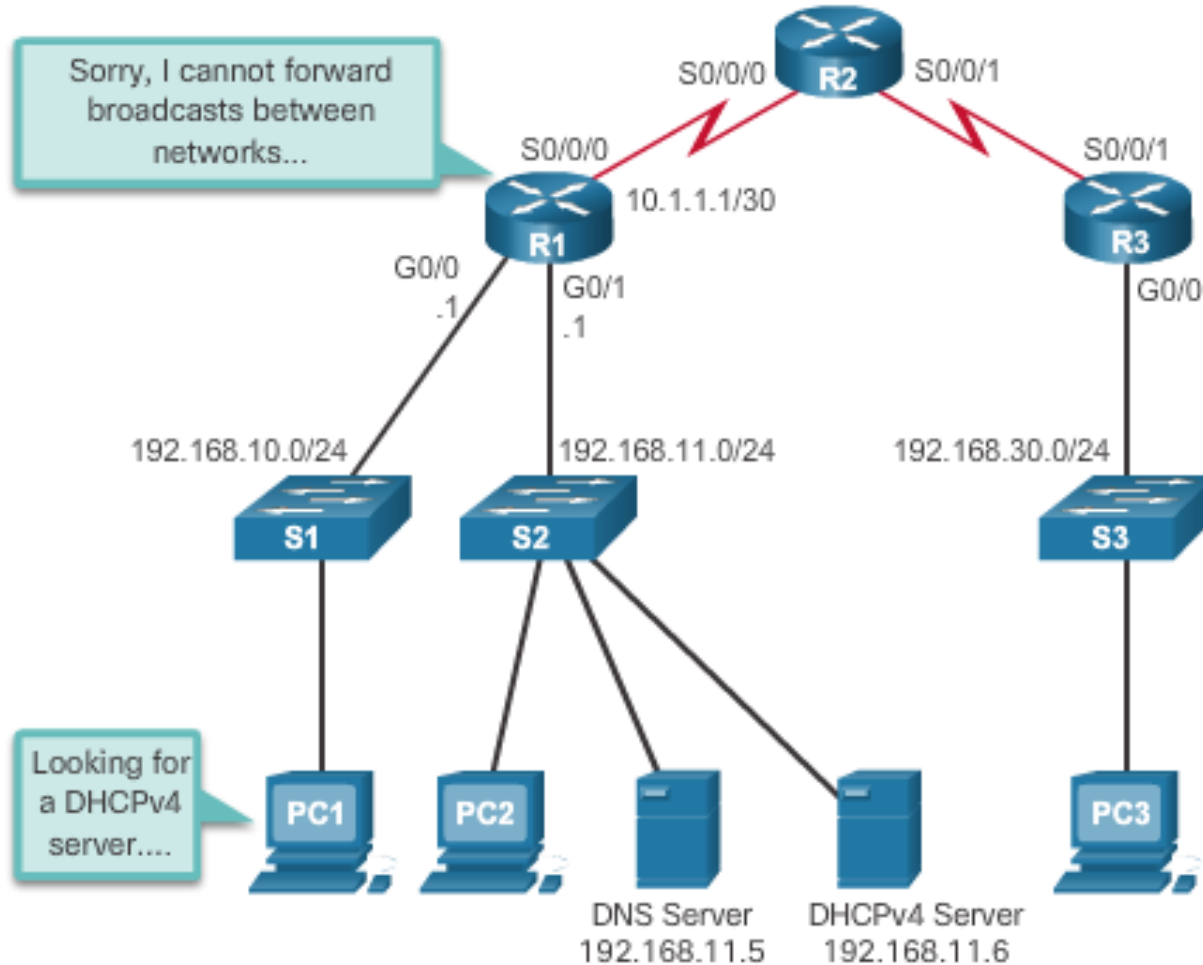 Sorry, I cannot forward
broadcasts between
networks...
S0/0/0
R2
S0/0/1
S0/0/0
10.1.1.1/30
R1
S0/0/1
R3
G0/0
.1
G0/1
.1
G0/0
192.168.10.0/24
192.168.11.0/24
192.168.30.0/24
S1
S2
S3
Looking for
a DHCPv4
server....
PC1
PC2
PC3
DNS Server
192.168.11.5
DHCPv4 Server
192.168.11.6